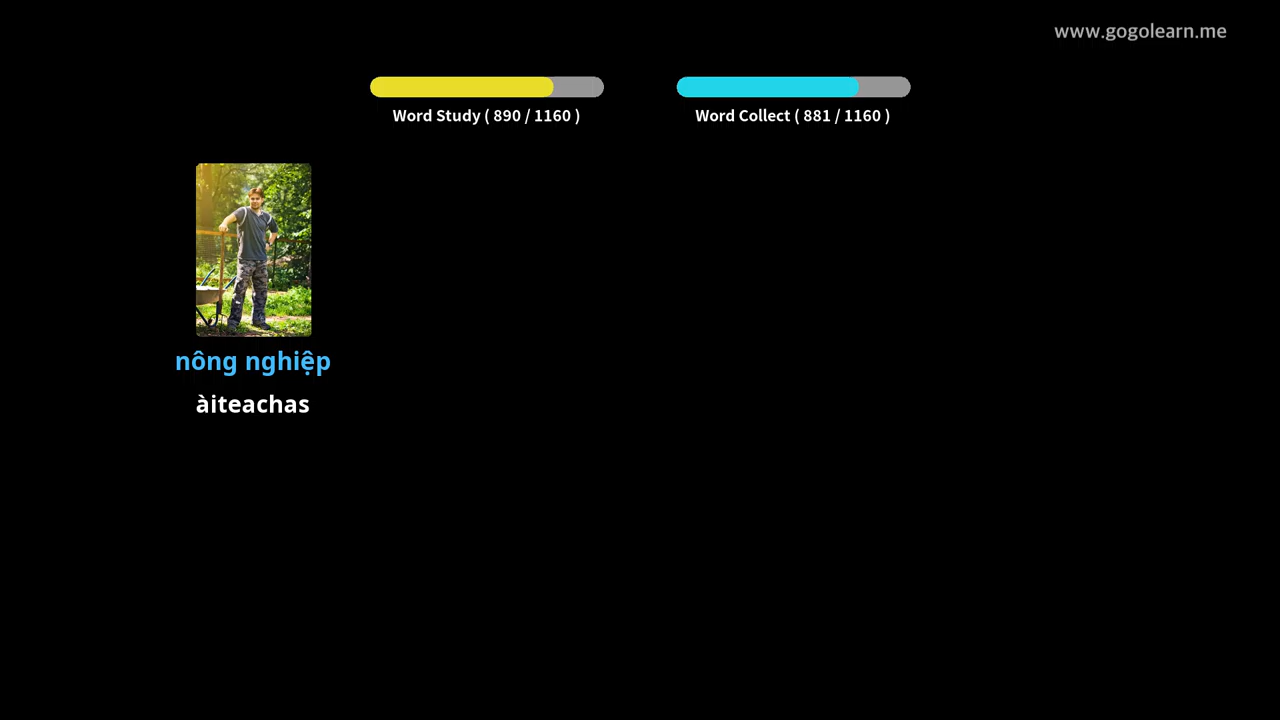 www.gogolearn.me
Word Study ( 890 / 1160 )
Word Collect ( 881 / 1160 )
nông nghiệp
àiteachas